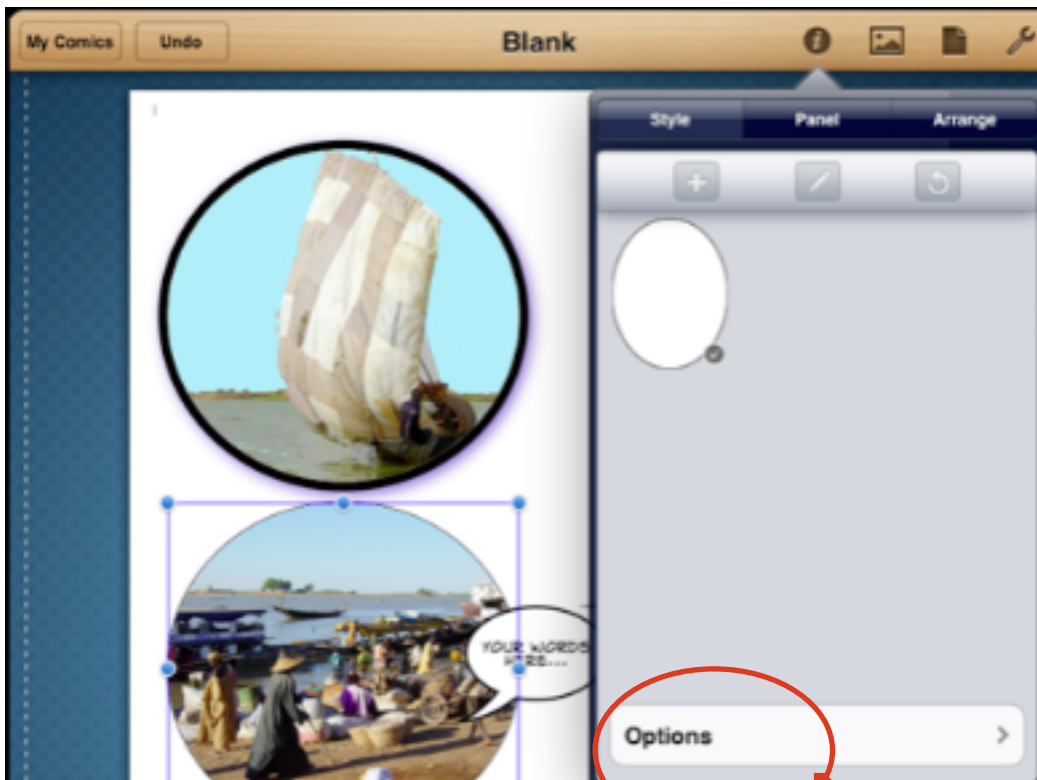 My Comics Undo Blank
Style Panel Arrange
YOUR WORDS
HERE...
Options